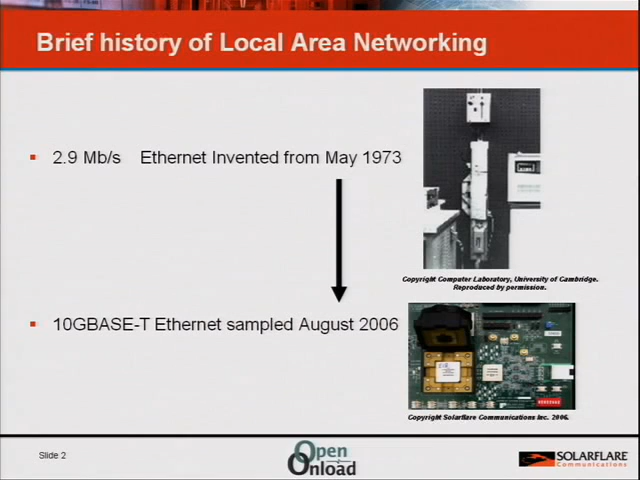 Brief history of Local Area Networking
2.9 Mb/s Ethernet Invented from May 1973
Copyright Computer Laboratory, University of Cambridge.
Reproduced by permission.
10GBASE-T Ethernet sampled August 2006
Copyright Solarflare Communications Inc. 2006.
Slide 2
Open
Onload
SOLARFLARE
Communications